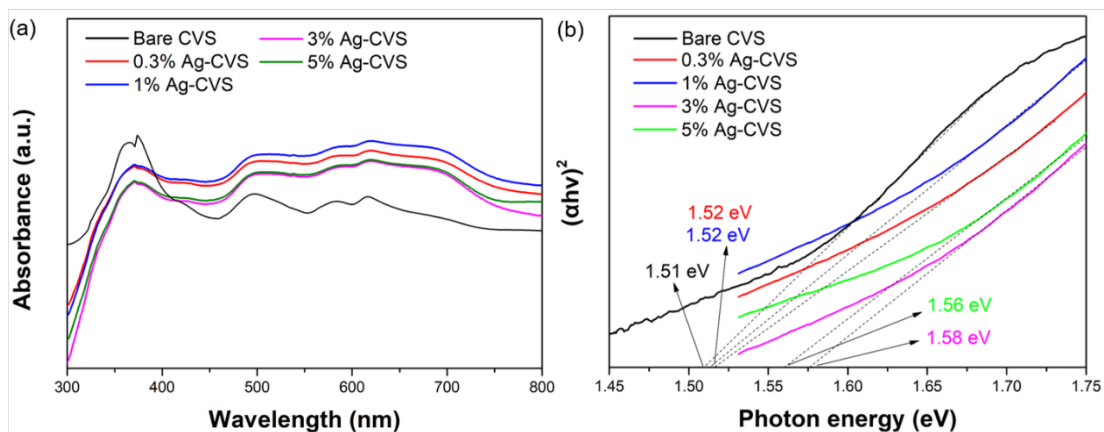 (a)
Bare CVS
3% Ag-CVS
0.3% Ag-CVS
5% Ag-CVS
1% Ag-CVS
Absorbance (a.u.)
300 400 500 600 700 800
Wavelength (nm)
(b)
Bare CVS
0.3% Ag-CVS
1% Ag-CVS
3% Ag-CVS
5% Ag-CVS
(αhν)²
1.52 eV
1.52 eV
1.51 eV
1.56 eV
1.58 eV
1.45 1.50 1.55 1.60 1.65 1.70 1.75
Photon energy (eV)